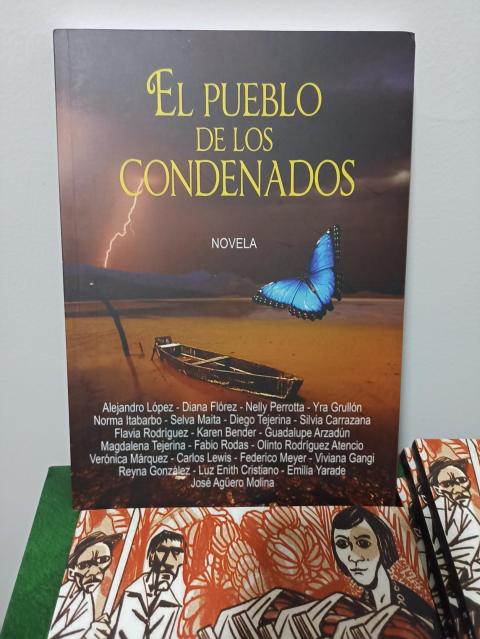 EL PUEBLO
DE LOS
CONDENADOS
NOVELA
Alejandro López - Diana Flórez - Nelly Perrotta - Yra Grullón
Norma Itabarbo - Selva Maita - Diego Tejerina - Silvia Carrazana
Flavia Rodríguez - Karen Bender - Guadalupe Arzadún
Magdalena Tejerina - Fabio Rodas - Olinto Rodríguez Atencio
Verónica Márquez - Carlos Lewis - Federico Meyer - Viviana Gangi
Reyna González - Luz Enith Cristiano - Emilia Yarade
José Agüero Molina